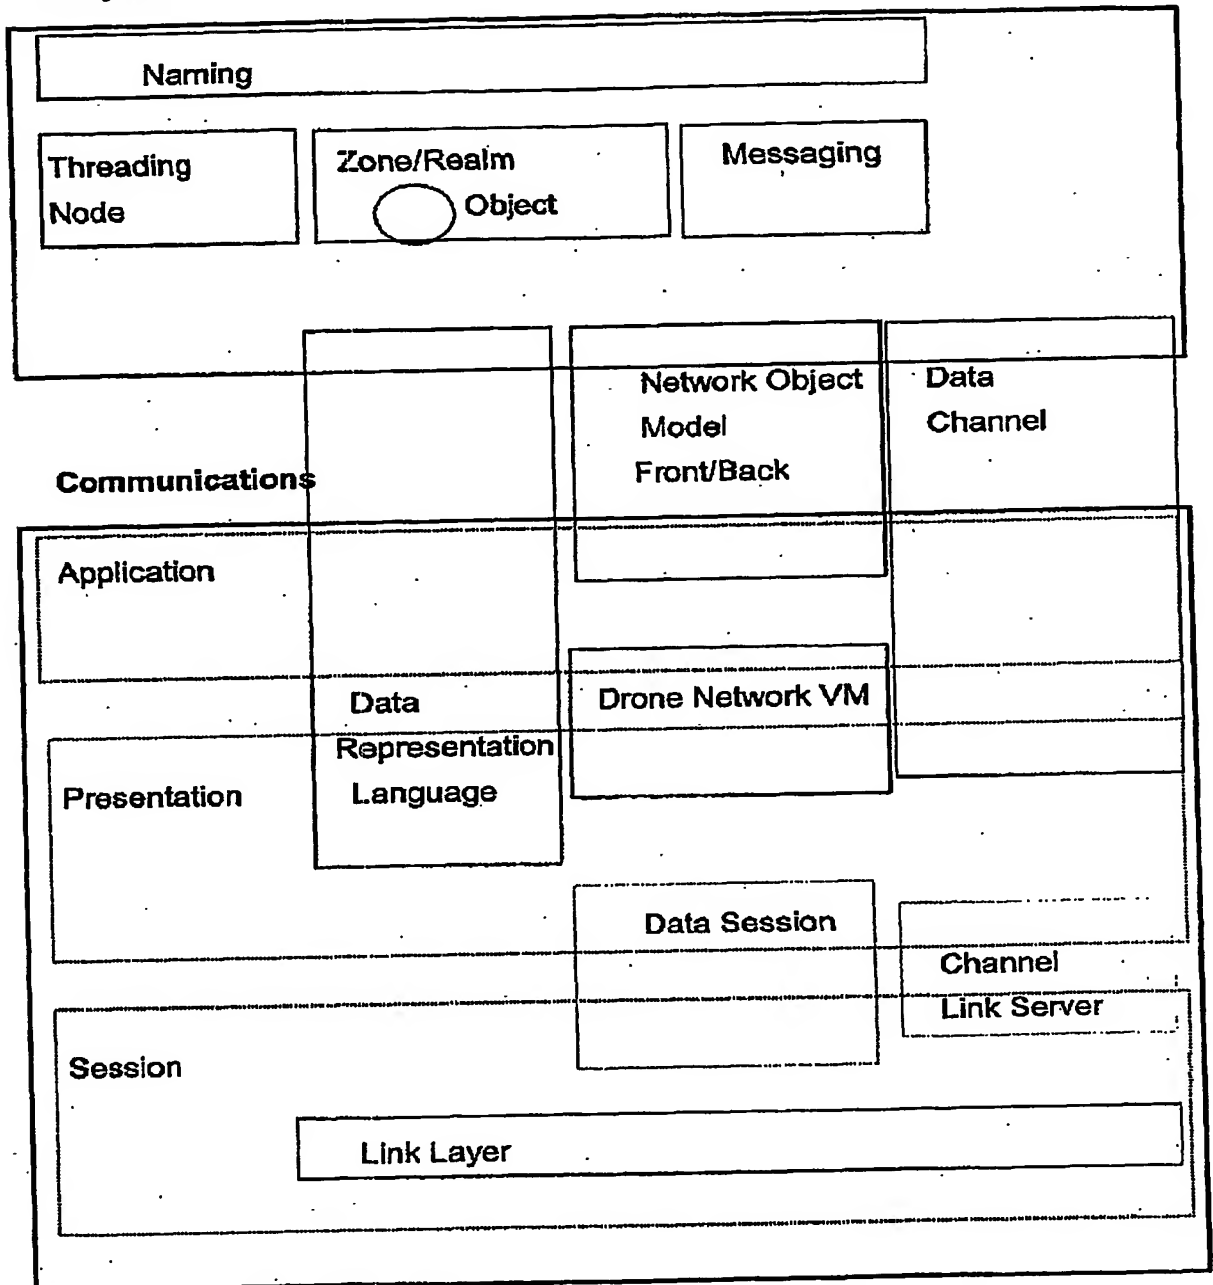 Naming
Threading
Node
Zone/Realm
Object
Messaging
Network Object
Model
Front/Back
Data
Channel
Communications
Application
Data
Representation
Language
Drone Network VM
Presentation
Data Session
Channel
Link Server
Session
Link Layer